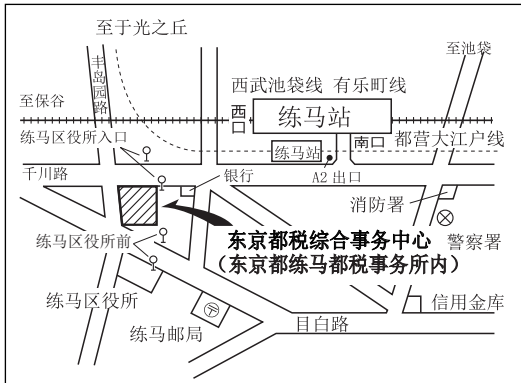 至于光之丘
丰岛园路
至池袋
西武池袋线 有乐町线
至保谷
西口
练马站
练马区役所入口
南口
都营大江户线
练马站
千川路
银行
A2 出口
消防署
练马区役所前
东京都税综合事务中心
警察署
（东京都练马都税事务所内）
练马区役所
信用金库
练马邮局
〒
目白路